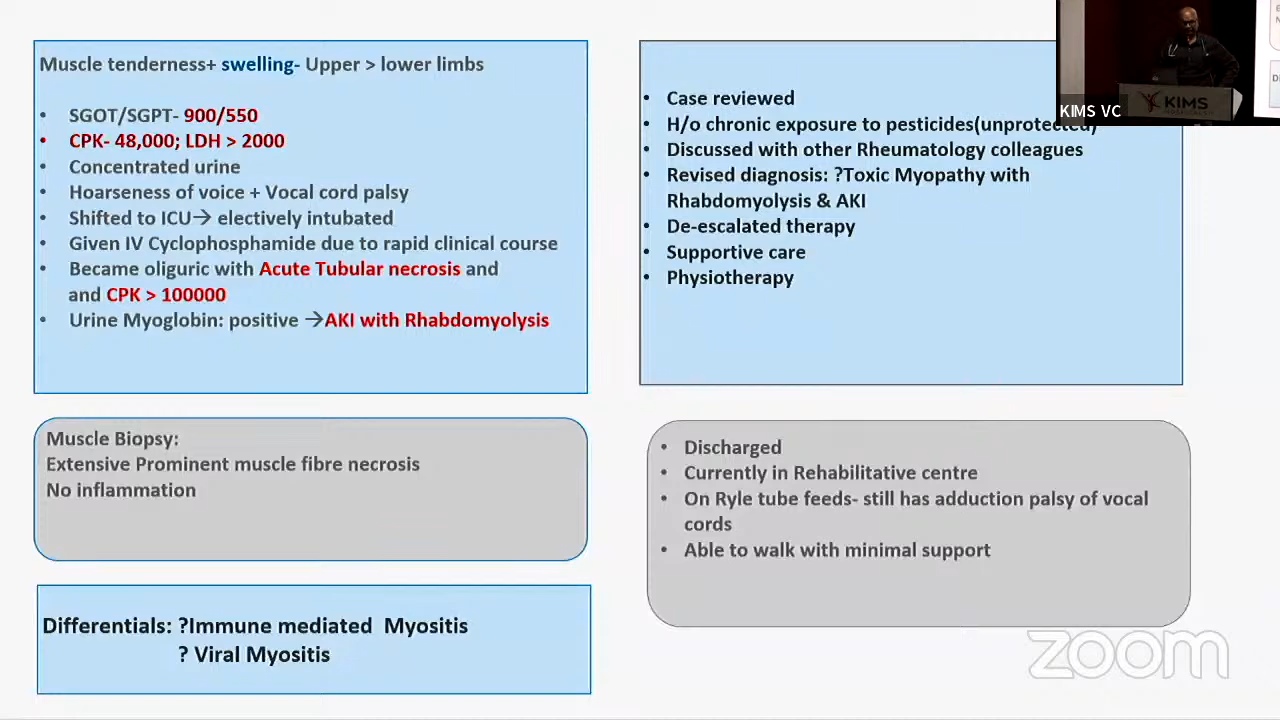 Muscle tenderness+ swelling- Upper > lower limbs
• SGOT/SGPT- 900/550
• CPK- 48,000; LDH > 2000
• Concentrated urine
• Hoarseness of voice + Vocal cord palsy
• Shifted to ICU→ electively intubated
• Given IV Cyclophosphamide due to rapid clinical course
• Became oliguric with Acute Tubular necrosis and
and CPK > 100000
• Urine Myoglobin: positive →AKI with Rhabdomyolysis
Muscle Biopsy:
Extensive Prominent muscle fibre necrosis
No inflammation
Differentials: ?Immune mediated Myositis
? Viral Myositis
• Case reviewed
• H/o chronic exposure to pesticides(unprotected)
• Discussed with other Rheumatology colleagues
• Revised diagnosis: ?Toxic Myopathy with
Rhabdomyolysis & AKI
• De-escalated therapy
• Supportive care
• Physiotherapy
• Discharged
• Currently in Rehabilitative centre
• On Ryle tube feeds- still has adduction palsy of vocal
cords
• Able to walk with minimal support
KIMS
KIMS VC
zoom